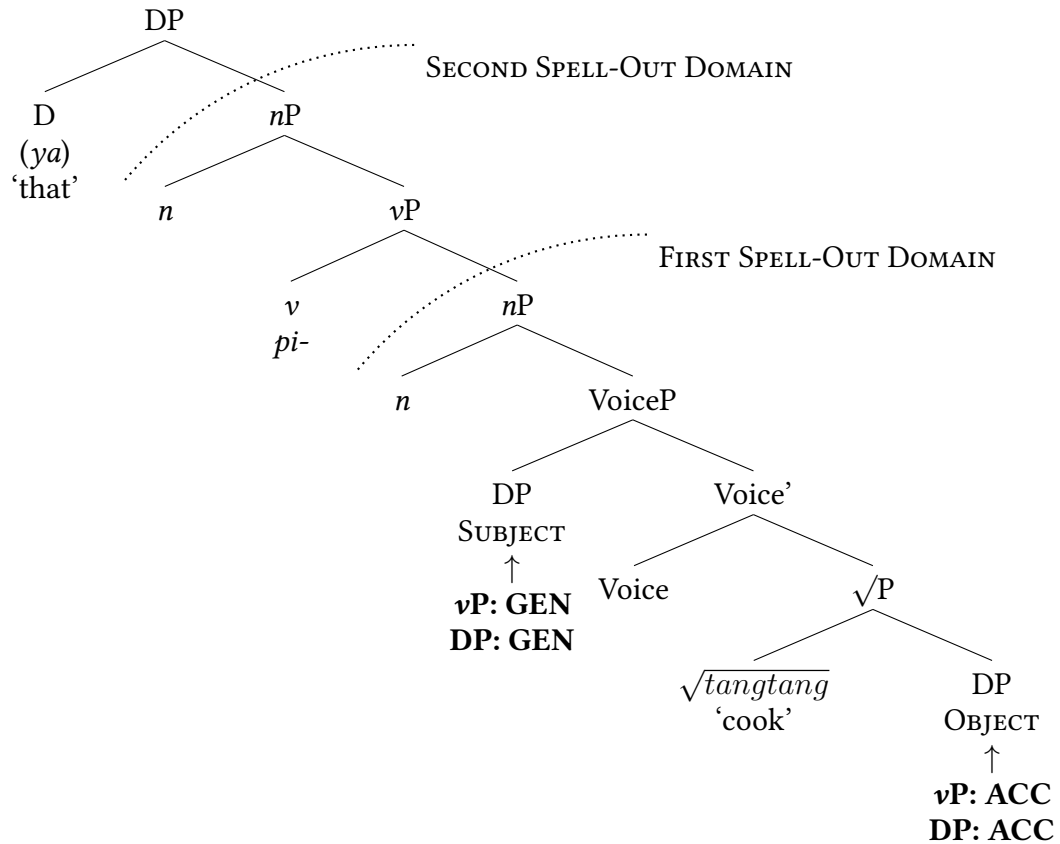 DP
SECOND SPELL-OUT DOMAIN
D
(ya)
‘that’
nP
n
vP
FIRST SPELL-OUT DOMAIN
v
pi-
nP
n
VoiceP
DP
SUBJECT
↑
vP: GEN
DP: GEN
Voice’
Voice
√P
√tangtang
‘cook’
DP
OBJECT
↑
vP: ACC
DP: ACC